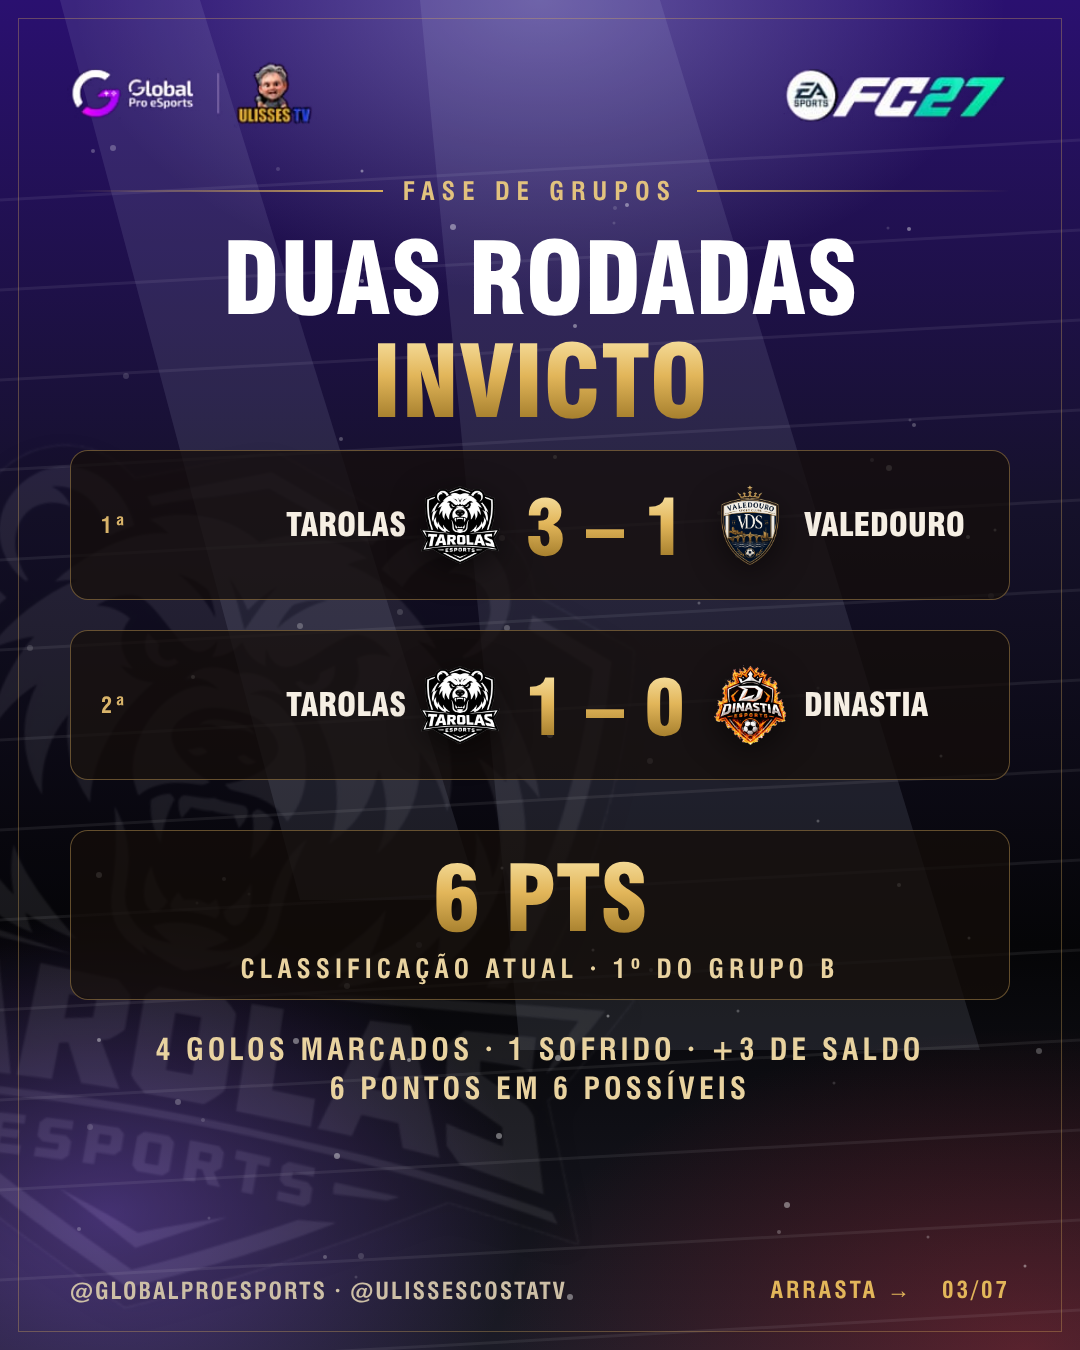 Global
Pro eSports
ULISSES TV
EA
SPORTS
FC27
FASE DE GRUPOS
DUAS RODADAS
INVICTO
1ª
TAROLAS
TAROLAS
ESPORTS
3 – 1
VALEDOURO
VDS
VALEDOURO
2ª
TAROLAS
TAROLAS
ESPORTS
1 – 0
D
DINASTIA
ESPORTS
DINASTIA
6 PTS
CLASSIFICAÇÃO ATUAL · 1º DO GRUPO B
4 GOLOS MARCADOS · 1 SOFRIDO · +3 DE SALDO
6 PONTOS EM 6 POSSÍVEIS
TAROLAS
ESPORTS
@GLOBALPROESPORTS · @ULISSESCOSTATV
ARRASTA → 03/07